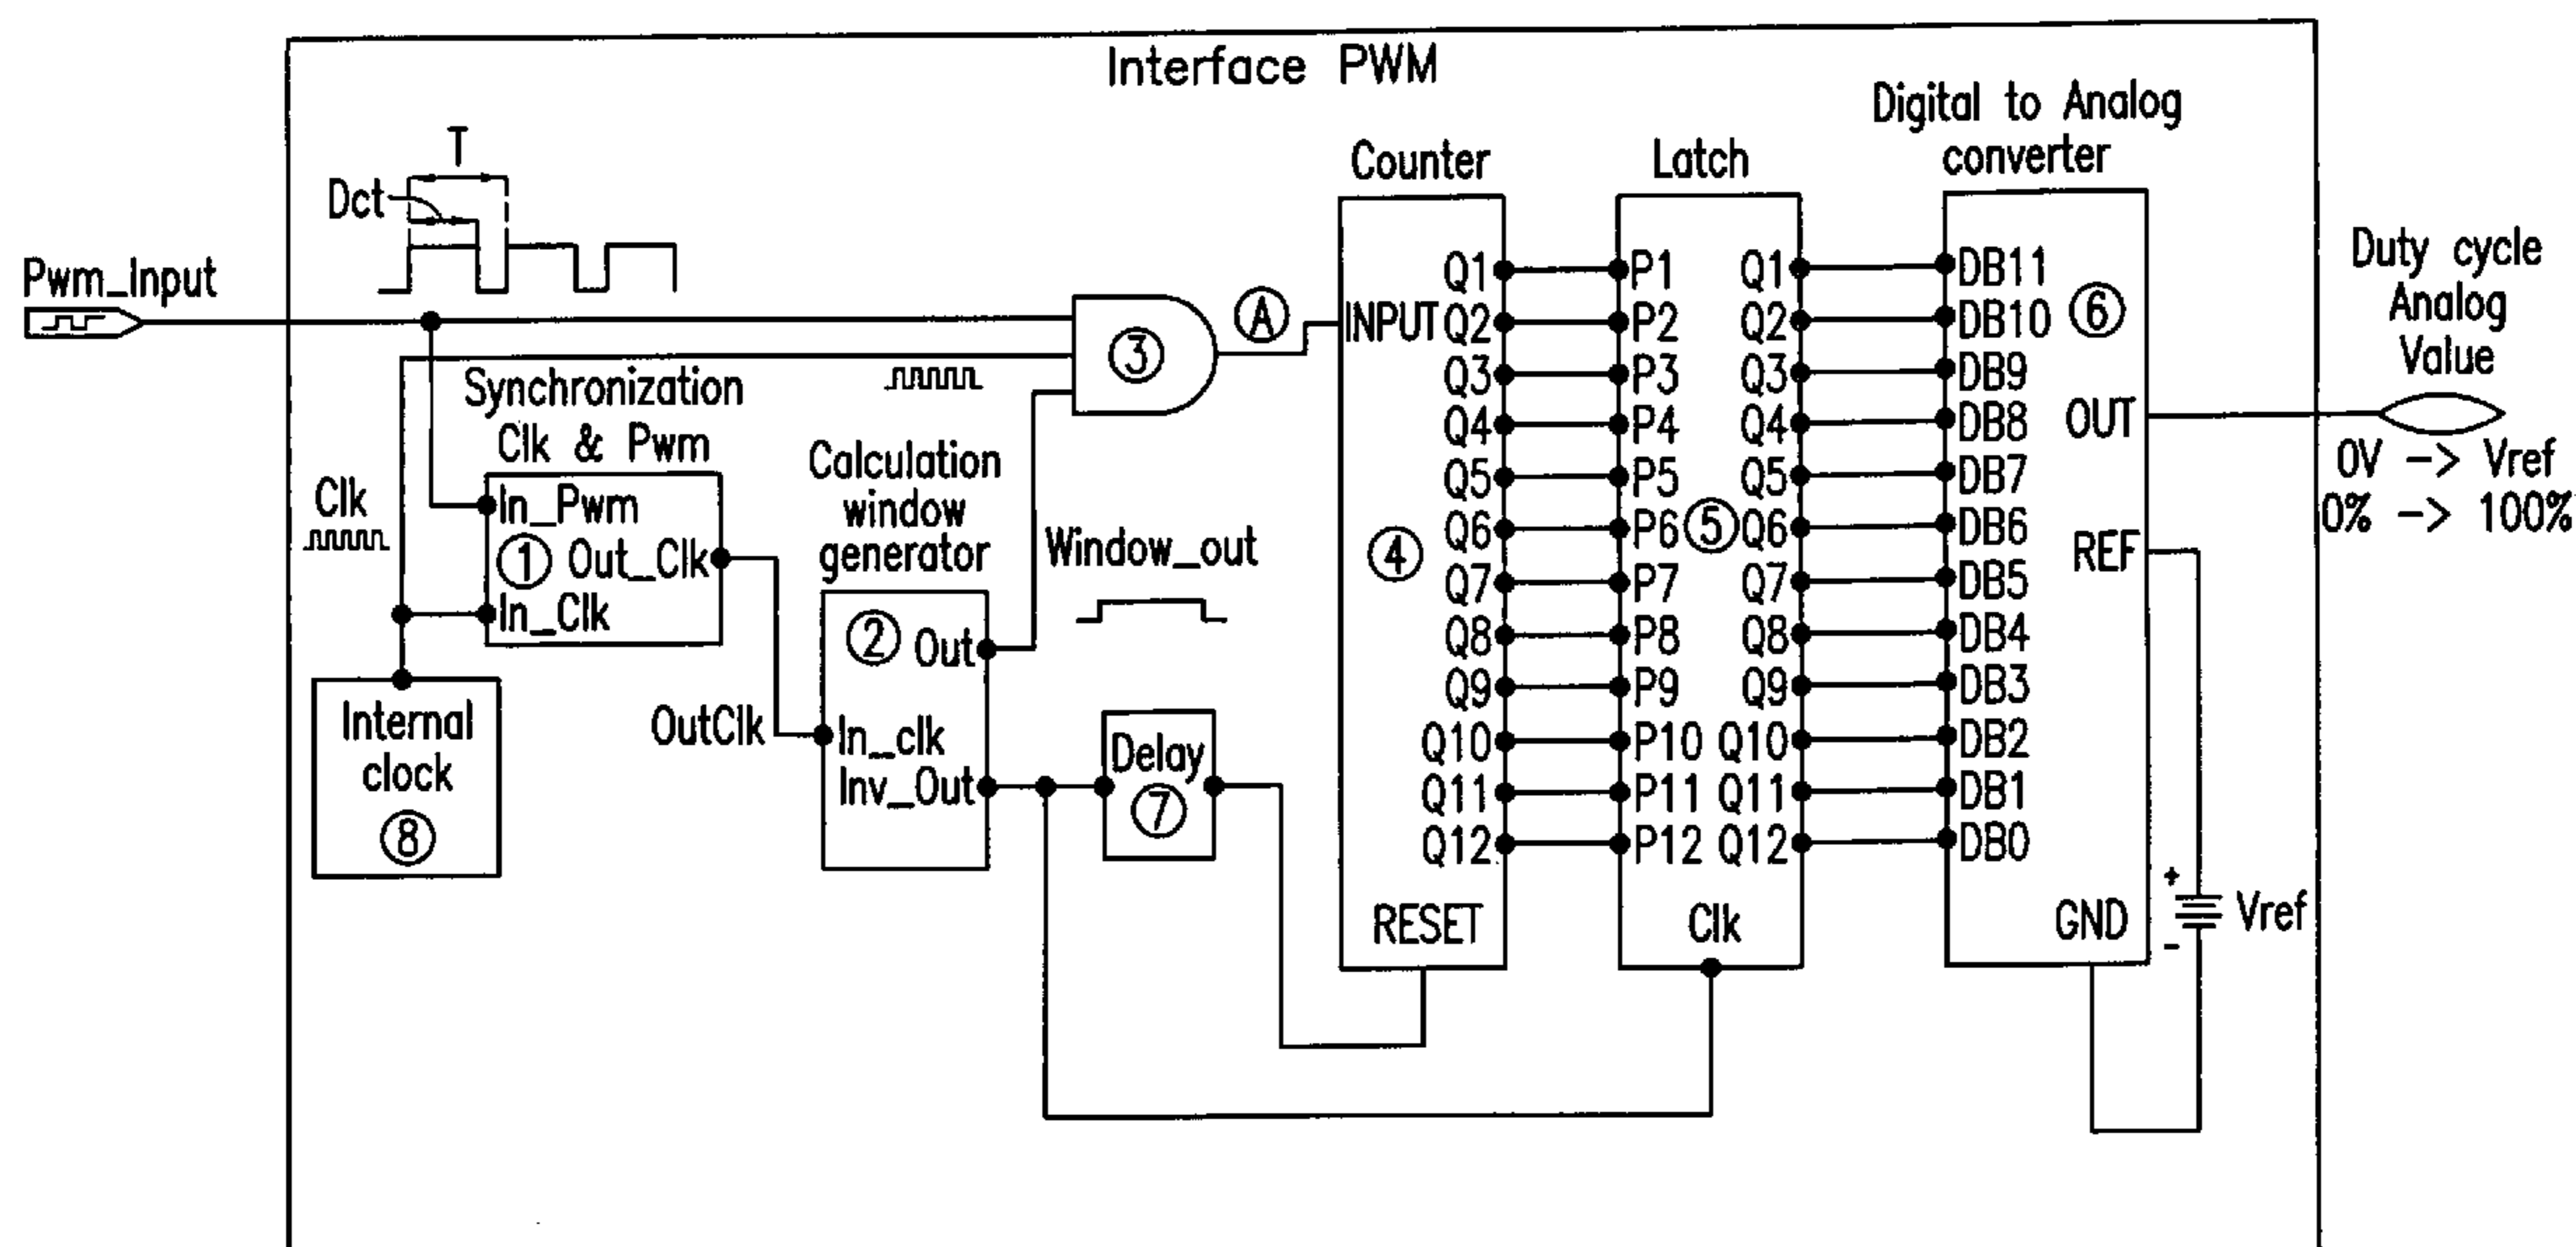 Interface PWM
T
Dct
Pwm_Input
Clk
Synchronization
Clk & Pwm
In_Pwm
① Out_Clk
In_Clk
Internal
clock
⑧
OutClk
Calculation
window
generator
② Out
In_clk
Inv_Out
Window_out
Delay
⑦
③
Ⓐ
Counter
INPUT
Q1
Q2
Q3
Q4
Q5
Q6
Q7
Q8
Q9
Q10
Q11
Q12
④
RESET
Latch
P1 Q1
P2 Q2
P3 Q3
P4 Q4
P5 Q5
P6 ⑤ Q6
P7 Q7
P8 Q8
P9 Q9
P10 Q10
P11 Q11
P12 Q12
Clk
Digital to Analog
converter
DB11
DB10 ⑥
DB9
DB8
DB7
DB6
DB5
DB4
DB3
DB2
DB1
DB0
OUT
REF
GND
+
-
Vref
Duty cycle
Analog
Value
0V -> Vref
0% -> 100%